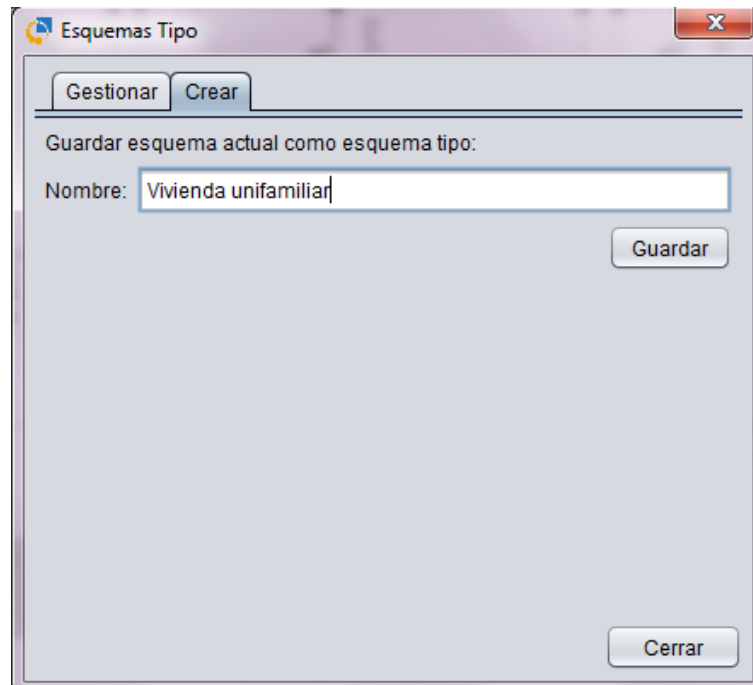 Esquemas Tipo
Gestionar Crear
Guardar esquema actual como esquema tipo:
Nombre: Vivienda unifamiliar
Guardar
Cerrar